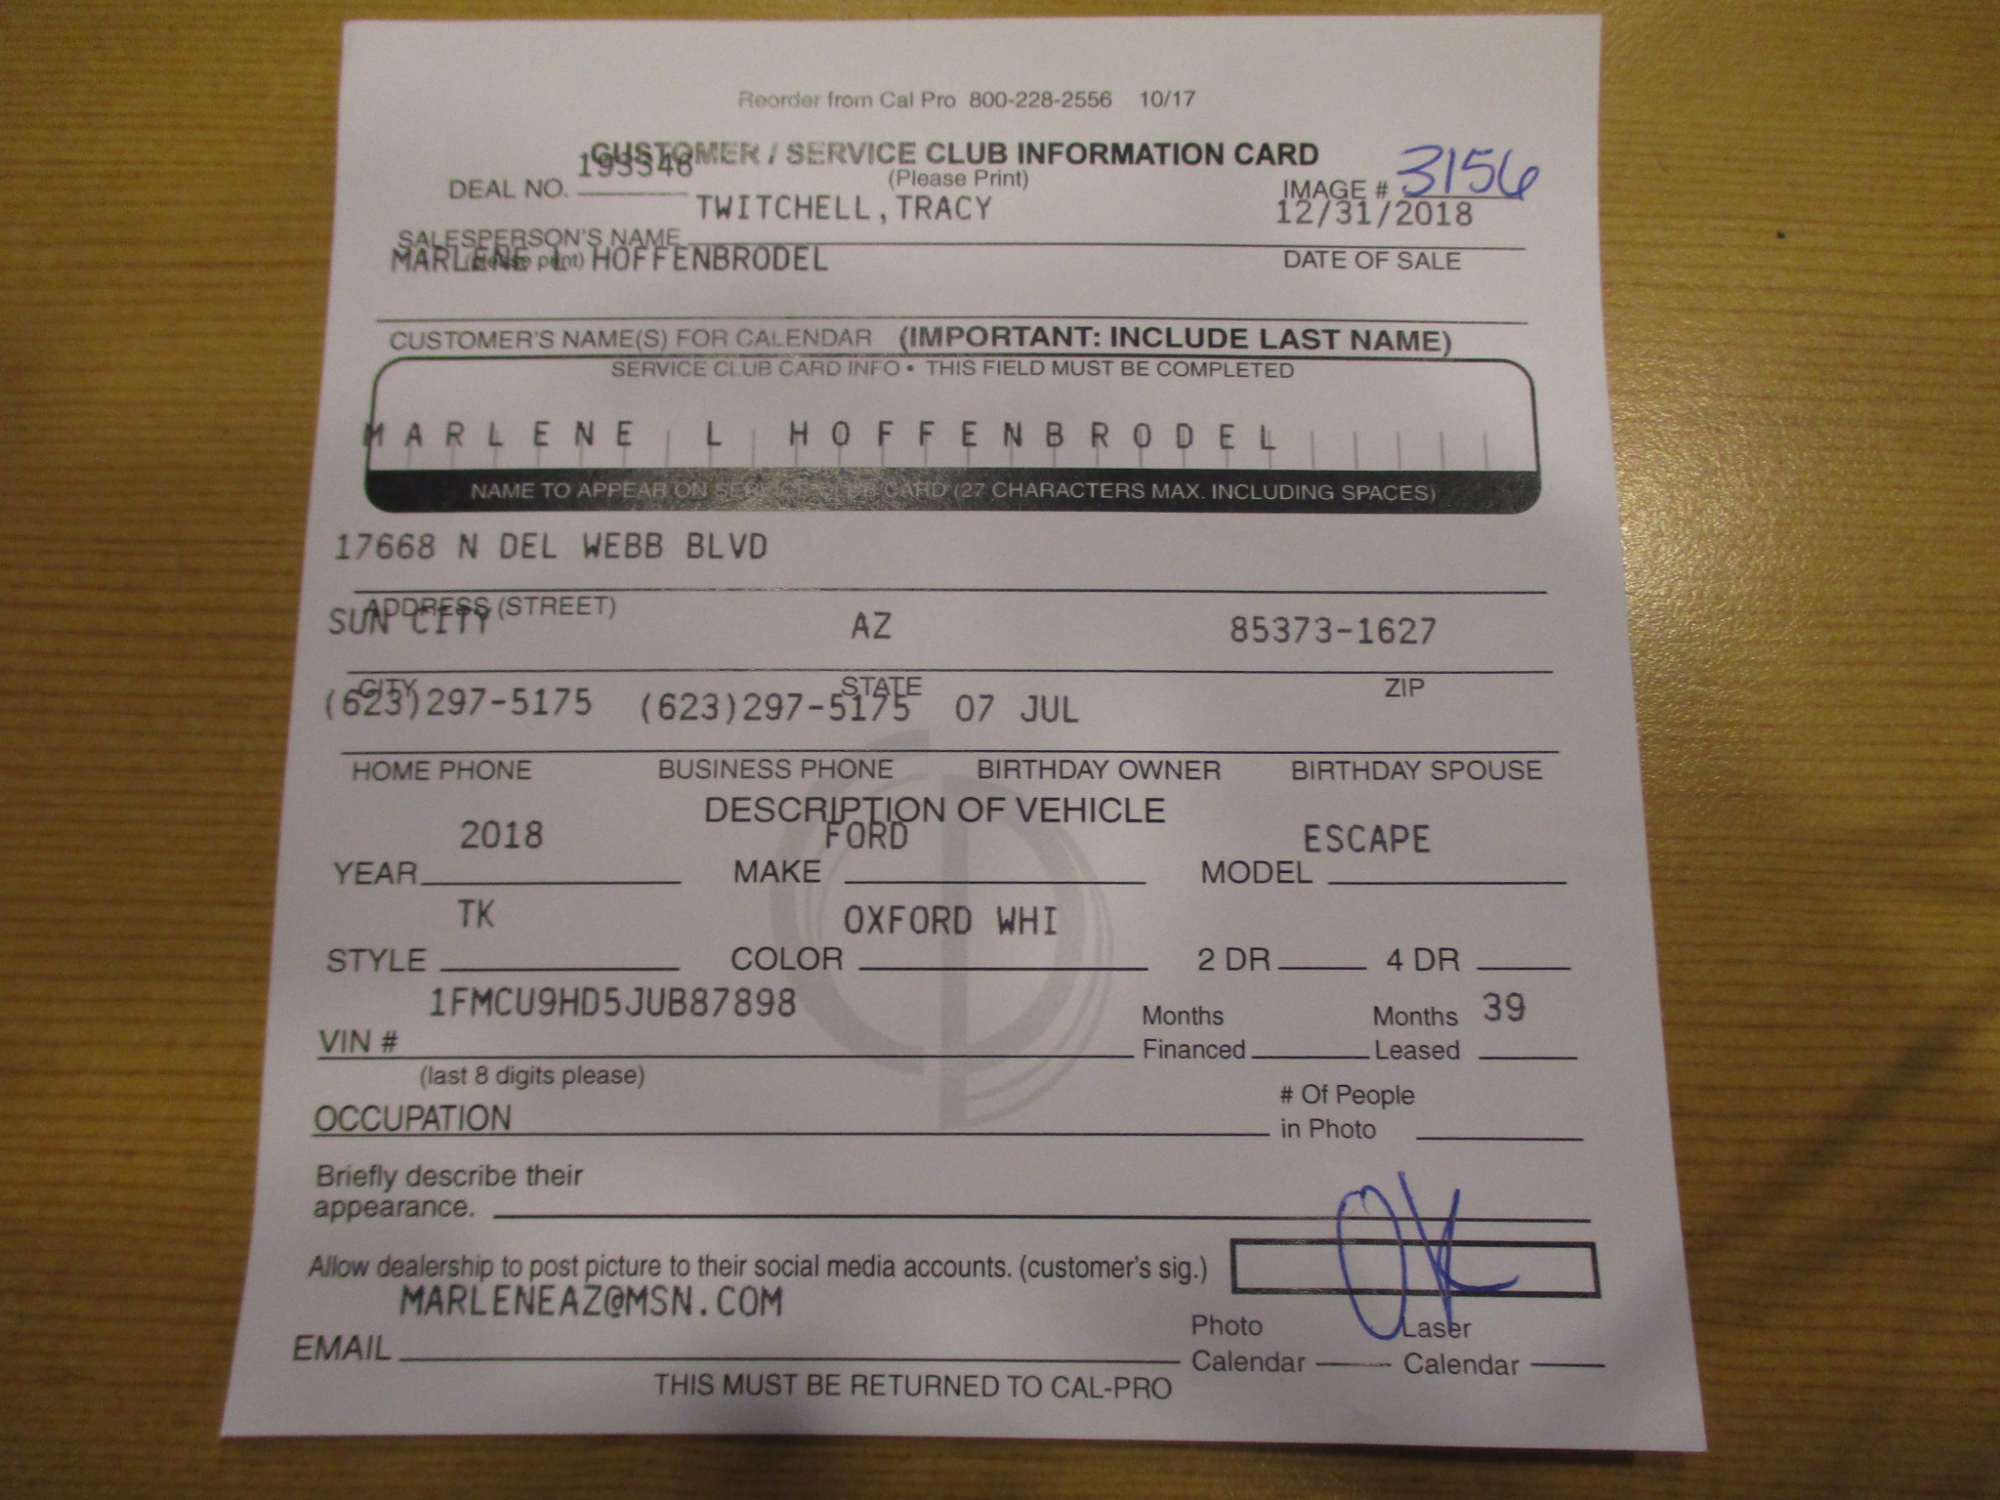 Reorder from Cal Pro 800-228-2556 10/17
CUSTOMER / SERVICE CLUB INFORMATION CARD
(Please Print)
DEAL NO. 193346
IMAGE # 3156
TWITCHELL,TRACY
12/31/2018
SALESPERSON'S NAME
(please print)
DATE OF SALE
MARLENE L HOFFENBRODEL
CUSTOMER'S NAME(S) FOR CALENDAR (IMPORTANT: INCLUDE LAST NAME)
SERVICE CLUB CARD INFO • THIS FIELD MUST BE COMPLETED
MARLENE L HOFFENBRODEL
NAME TO APPEAR ON SERVICE CLUB CARD (27 CHARACTERS MAX. INCLUDING SPACES)
17668 N DEL WEBB BLVD
ADDRESS (STREET)
SUN CITY AZ 85373-1627
CITY STATE ZIP
(623)297-5175 (623)297-5175 07 JUL
HOME PHONE BUSINESS PHONE BIRTHDAY OWNER BIRTHDAY SPOUSE
DESCRIPTION OF VEHICLE
2018 FORD ESCAPE
YEAR MAKE MODEL
TK OXFORD WHI
STYLE COLOR 2 DR 4 DR
1FMCU9HD5JUB87898
VIN #
(last 8 digits please)
Months Financed
Months Leased 39
OCCUPATION
# Of People
in Photo
Briefly describe their
appearance.
Allow dealership to post picture to their social media accounts. (customer's sig.) OK
MARLENEAZ@MSN.COM
EMAIL
Photo Calendar
Laser Calendar
THIS MUST BE RETURNED TO CAL-PRO